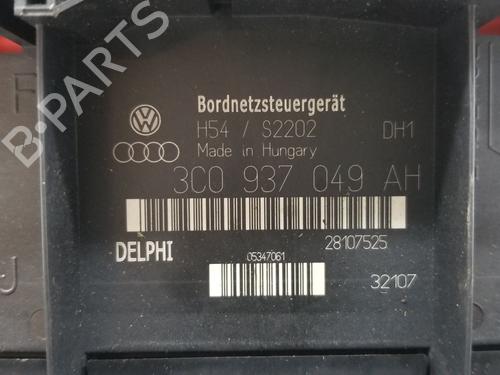 B-PARTS
Bordnetzsteuergerät
H54 / S2202 DH1
Made in Hungary
3C0 937 049 AH
DELPHI 28107525
05347061
32107